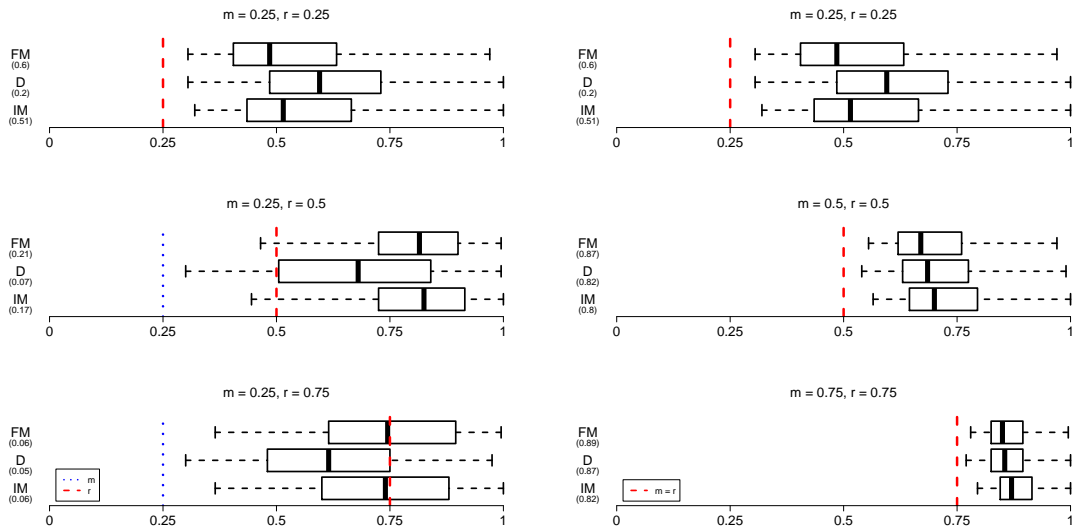 m = 0.25, r = 0.25
FM
(0.6)
D
(0.2)
IM
(0.51)
0 0.25 0.5 0.75 1
m = 0.25, r = 0.25
FM
(0.6)
D
(0.2)
IM
(0.51)
0 0.25 0.5 0.75 1
m = 0.25, r = 0.5
FM
(0.21)
D
(0.07)
IM
(0.17)
0 0.25 0.5 0.75 1
m = 0.5, r = 0.5
FM
(0.87)
D
(0.82)
IM
(0.8)
0 0.25 0.5 0.75 1
m = 0.25, r = 0.75
FM
(0.06)
D
(0.05)
IM
(0.06)
m
r
0 0.25 0.5 0.75 1
m = 0.75, r = 0.75
FM
(0.89)
D
(0.87)
IM
(0.82)
m = r
0 0.25 0.5 0.75 1